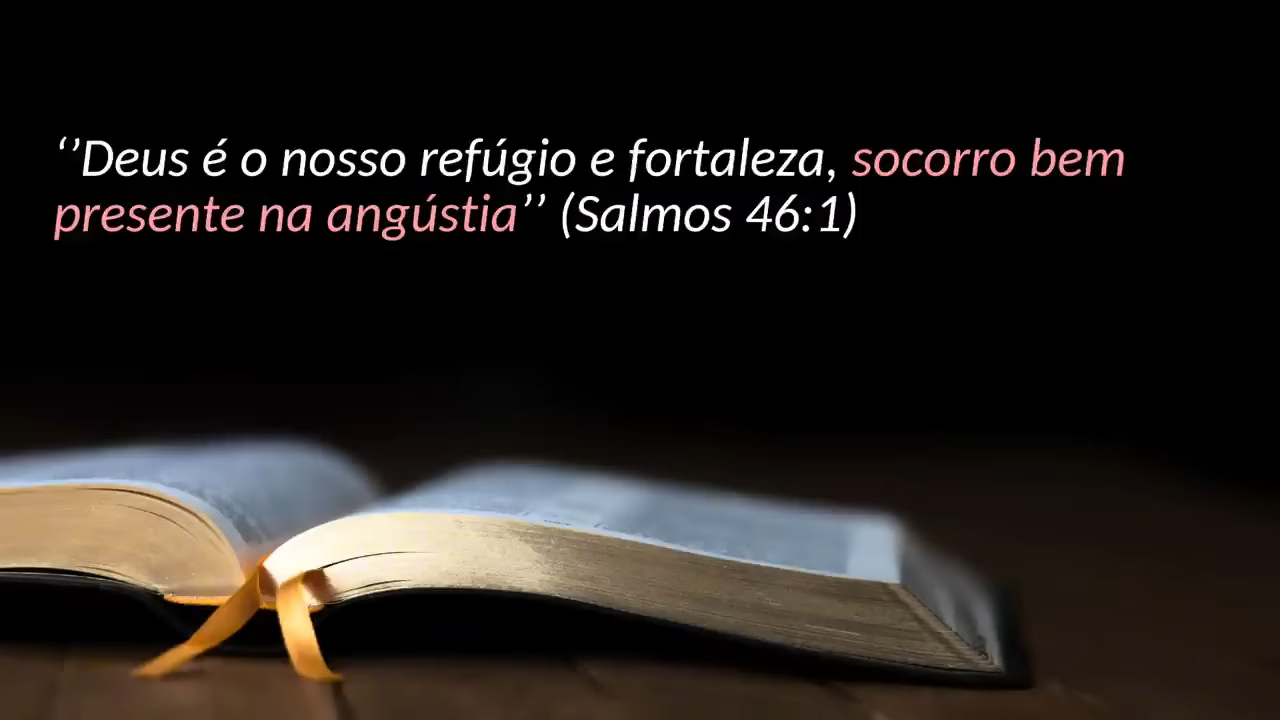 ‘’Deus é o nosso refúgio e fortaleza, socorro bem
presente na angústia’’ (Salmos 46:1)